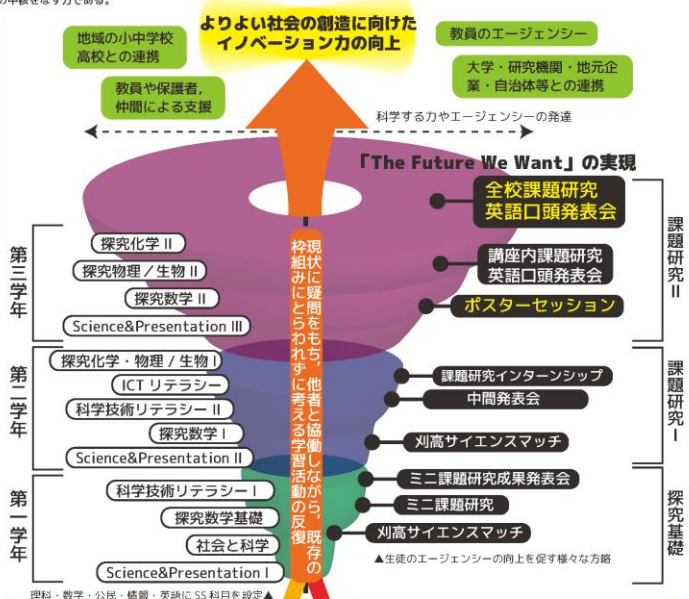 の中核をなす力である。
よりよい社会の創造に向けた
イノベーション力の向上
地域の小中学校
高校との連携
教員や保護者,
仲間による支援
教員のエージェンシー
大学・研究機関・地元企
業・自治体等との連携
科学する力やエージェンシーの発達
「The Future We Want」の実現
全校課題研究
英語口頭発表会
講座内課題研究
英語口頭発表会
ポスターセッション
課題研究II
第三学年
探究化学 II
探究物理/生物 II
探究数学 II
Science&Presentation III
現状に疑問をもち,他者と協働しながら,既存の
枠組みにとらわれずに考える学習活動の反復
第二学年
探究化学・物理 / 生物 I
ICT リテラシー
科学技術リテラシー II
探究数学 I
Science&Presentation II
課題研究インターンシップ
中間発表会
刈高サイエンスマッチ
課題研究I
第一学年
科学技術リテラシー I
探究数学基礎
社会と科学
Science&Presentation I
ミニ課題研究成果発表会
ミニ課題研究
刈高サイエンスマッチ
探究基礎
▲生徒のエージェンシーの向上を促す様々な方略
理科・数学・公民・情報・英語に SS 科目を設定▲